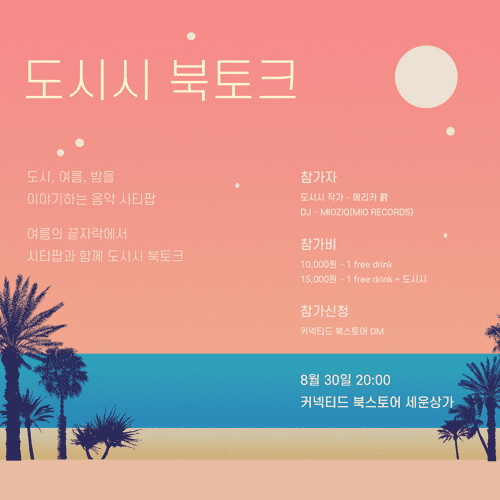 도시시 북토크
도시, 여름, 밤을
이야기하는 음악 시티팝
여름의 끝자락에서
시티팝과 함께 도시시 북토크
참가자
도시시 작가 - 에리카 팕
DJ - MIOZIQ(MIO RECORDS)
참가비
10,000원 - 1 free drink
15,000원 - 1 free drink + 도시시
참가신청
커넥티드 북스토어 DM
8월 30일 20:00
커넥티드 북스토어 세운상가